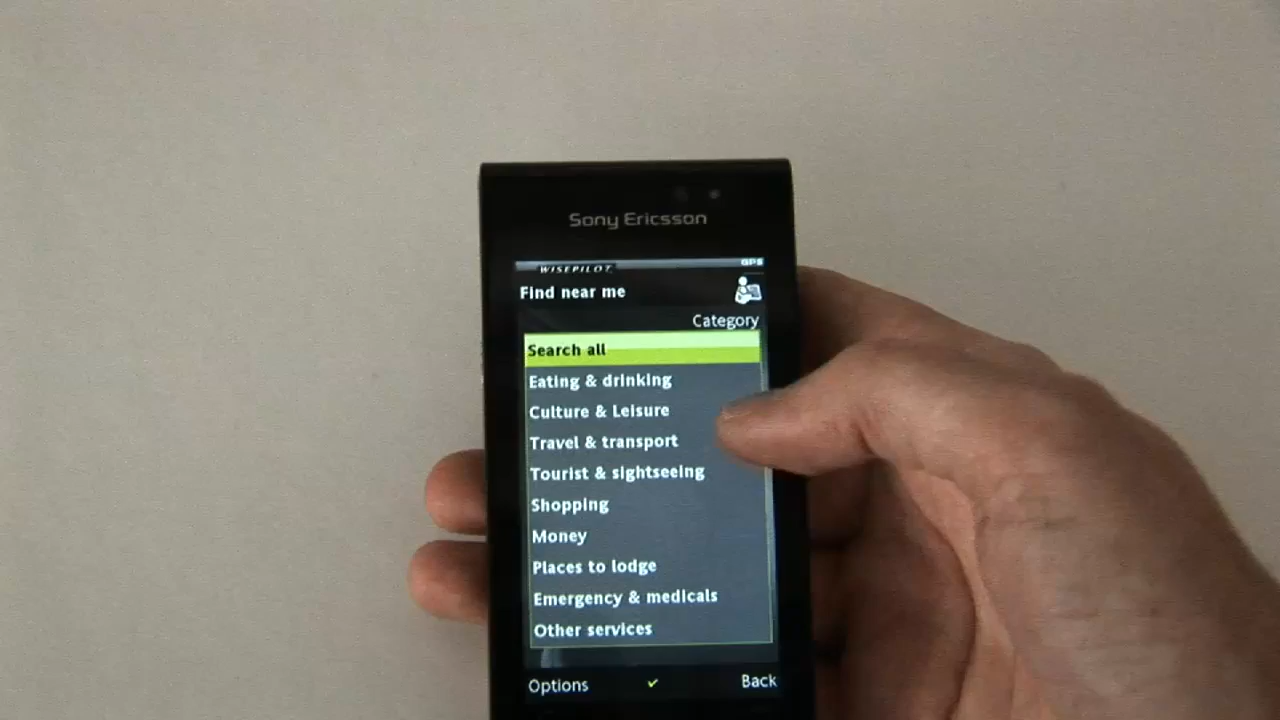 Sony Ericsson
WISEPILOT
GPS
Find near me
Category
Search all
Eating & drinking
Culture & Leisure
Travel & transport
Tourist & sightseeing
Shopping
Money
Places to lodge
Emergency & medicals
Other services
Options
Back